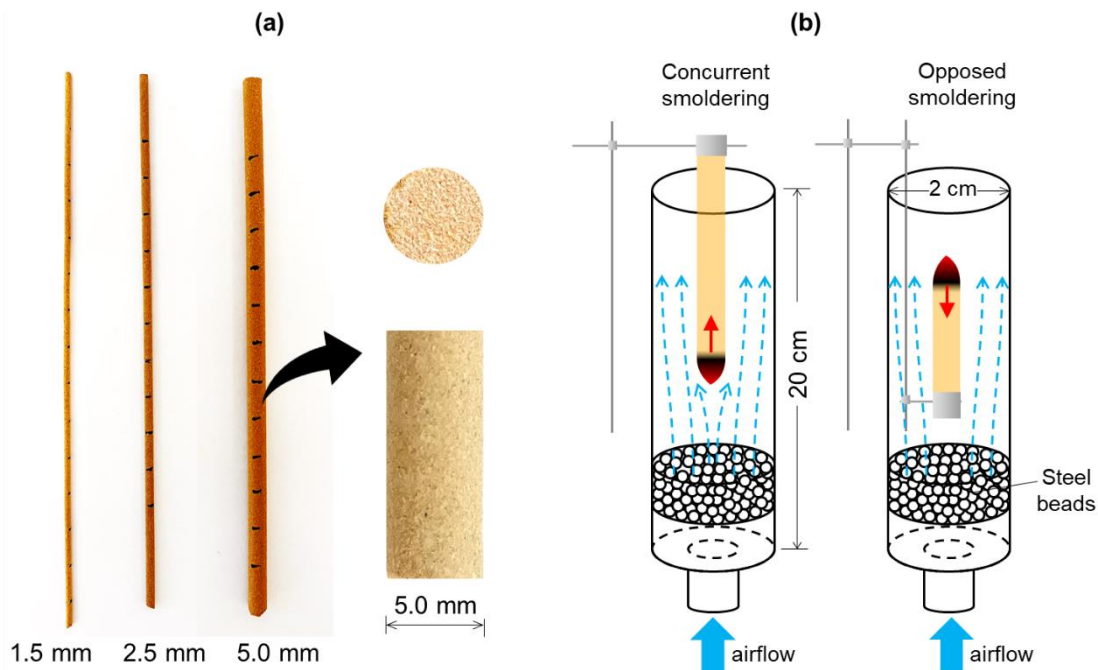 (a)
1.5 mm
2.5 mm
5.0 mm
5.0 mm
(b)
Concurrent
smoldering
Opposed
smoldering
2 cm
20 cm
Steel
beads
airflow
airflow